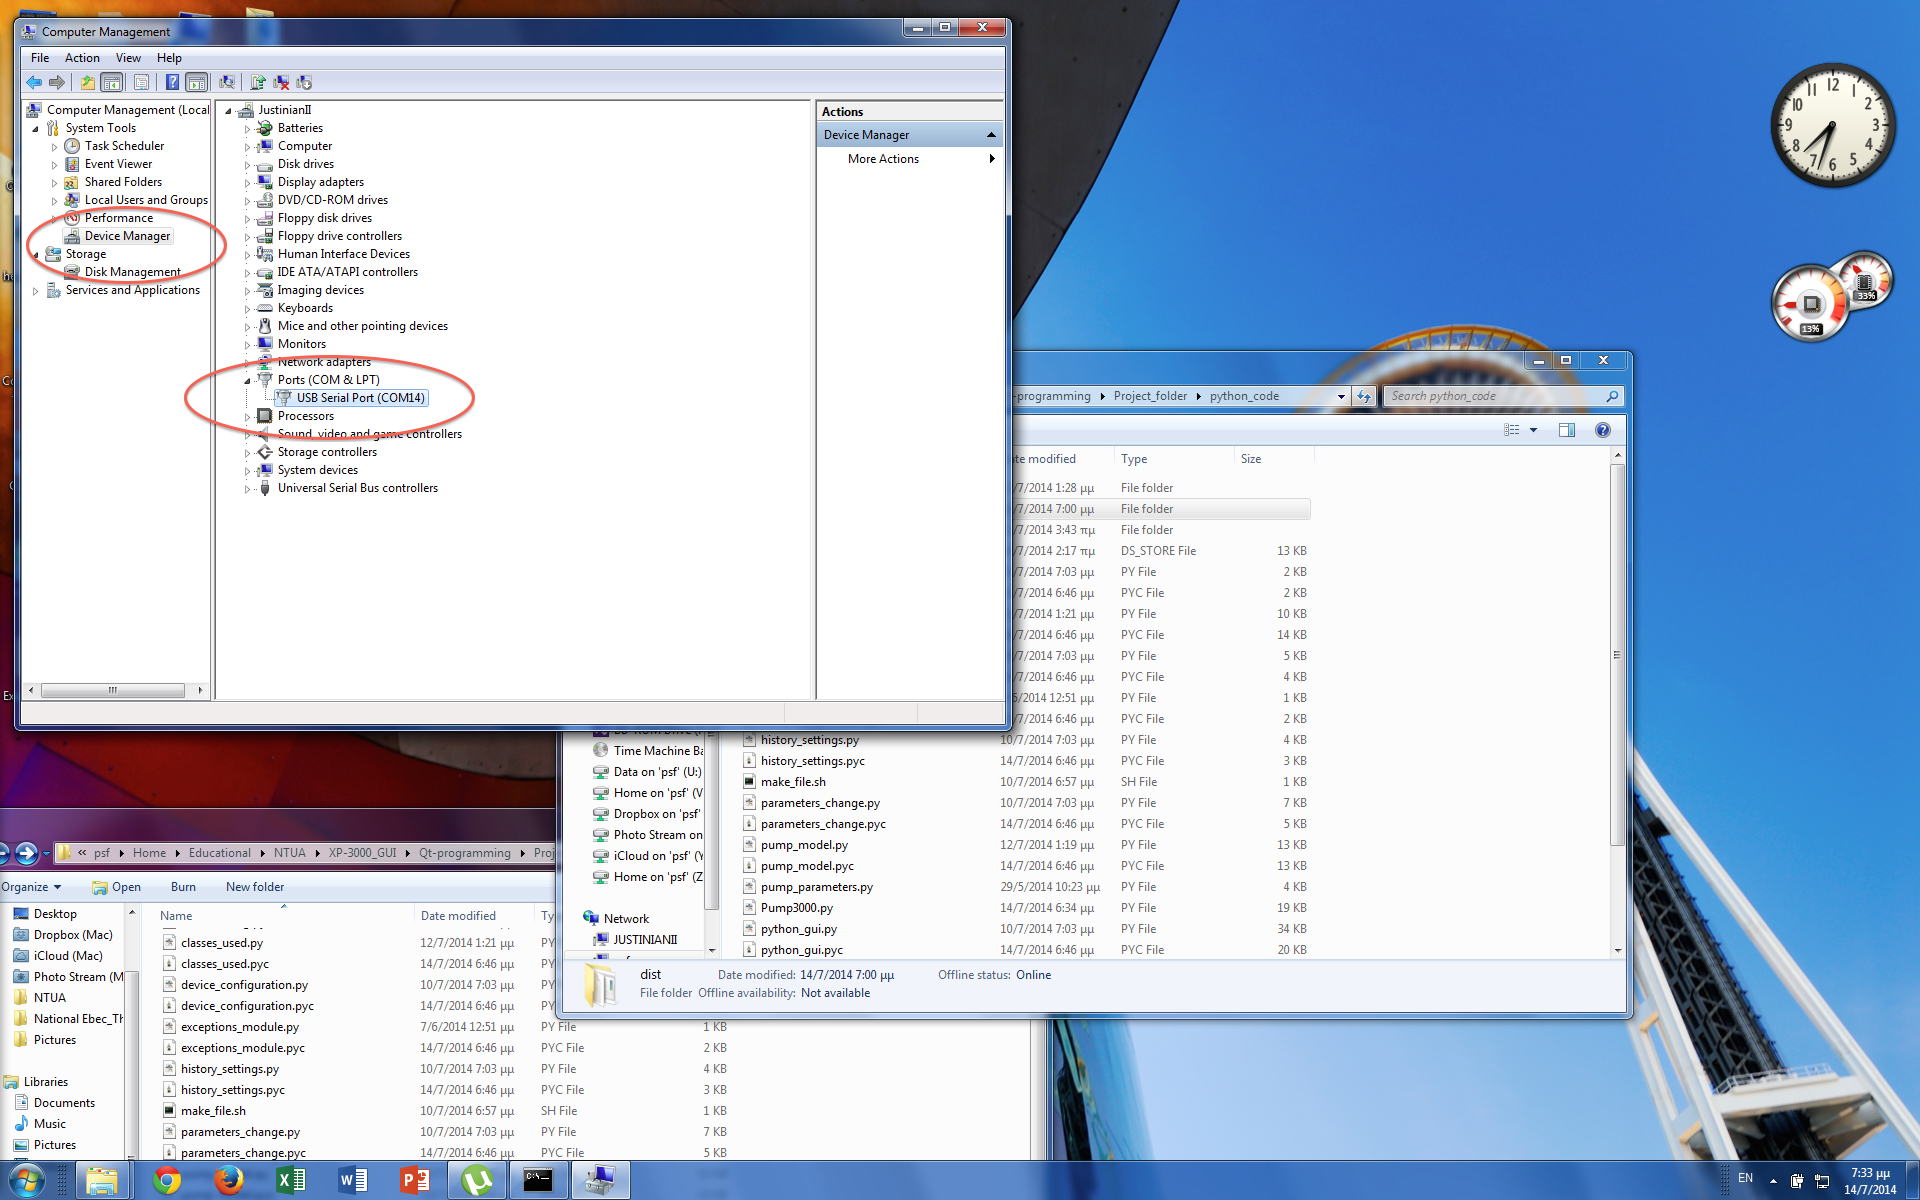 Computer Management
File Action View Help
Computer Management (Local
System Tools
Task Scheduler
Event Viewer
Shared Folders
Local Users and Groups
Performance
Device Manager
Storage
Disk Management
Services and Applications
JustinianII
Batteries
Computer
Disk drives
Display adapters
DVD/CD-ROM drives
Floppy disk drives
Floppy drive controllers
Human Interface Devices
IDE ATA/ATAPI controllers
Imaging devices
Keyboards
Mice and other pointing devices
Monitors
Network adapters
Ports (COM & LPT)
USB Serial Port (COM14)
Processors
Sound, video and game controllers
Storage controllers
System devices
Universal Serial Bus controllers
Actions
Device Manager
More Actions
12 1 2 3 4 5 6 7 8 9 10 11
33%
13%
-programming Project_folder python_code Search python_code
te modified Type Size
/7/2014 1:28 μμ File folder
/7/2014 7:00 μμ File folder
/7/2014 3:43 πμ File folder
/7/2014 2:17 πμ DS_STORE File 13 KB
/7/2014 7:03 μμ PY File 2 KB
/7/2014 6:46 μμ PYC File 2 KB
/7/2014 1:21 μμ PY File 10 KB
/7/2014 6:46 μμ PYC File 14 KB
/7/2014 7:03 μμ PY File 5 KB
/7/2014 6:46 μμ PYC File 4 KB
6/2014 12:51 μμ PY File 1 KB
/7/2014 6:46 μμ PYC File 2 KB
history_settings.py 10/7/2014 7:03 μμ PY File 4 KB
history_settings.pyc 14/7/2014 6:46 μμ PYC File 3 KB
make_file.sh 10/7/2014 6:57 μμ SH File 1 KB
parameters_change.py 10/7/2014 7:03 μμ PY File 7 KB
parameters_change.pyc 14/7/2014 6:46 μμ PYC File 5 KB
pump_model.py 12/7/2014 1:19 μμ PY File 13 KB
pump_model.pyc 14/7/2014 6:46 μμ PYC File 13 KB
pump_parameters.py 29/5/2014 10:23 μμ PY File 4 KB
Pump3000.py 14/7/2014 6:34 μμ PY File 19 KB
python_gui.py 10/7/2014 7:03 μμ PY File 34 KB
python_gui.pyc 14/7/2014 6:46 μμ PYC File 20 KB
Time Machine Ba
Data on 'psf' (U:)
Home on 'psf' (V
Dropbox on 'psf'
Photo Stream on
iCloud on 'psf' (Y
Home on 'psf' (Z
Network
JUSTINIANII
dist Date modified: 14/7/2014 7:00 μμ Offline status: Online
File folder Offline availability: Not available
« psf Home Educational NTUA XP-3000_GUI Qt-programming Proj
Organize Open Burn New folder
Desktop
Dropbox (Mac)
iCloud (Mac)
Photo Stream (M
NTUA
National Ebec_Th
Pictures
Libraries
Documents
Music
Pictures
Name Date modified Ty
classes_used.py 12/7/2014 1:21 μμ PY
classes_used.pyc 14/7/2014 6:46 μμ PY
device_configuration.py 10/7/2014 7:03 μμ PY
device_configuration.pyc 14/7/2014 6:46 μμ PY
exceptions_module.py 7/6/2014 12:51 μμ PY File 1 KB
exceptions_module.pyc 14/7/2014 6:46 μμ PYC File 2 KB
history_settings.py 10/7/2014 7:03 μμ PY File 4 KB
history_settings.pyc 14/7/2014 6:46 μμ PYC File 3 KB
make_file.sh 10/7/2014 6:57 μμ SH File 1 KB
parameters_change.py 10/7/2014 7:03 μμ PY File 7 KB
parameters_change.pyc 14/7/2014 6:46 μμ PYC File 5 KB
EN
7:33 μμ
14/7/2014